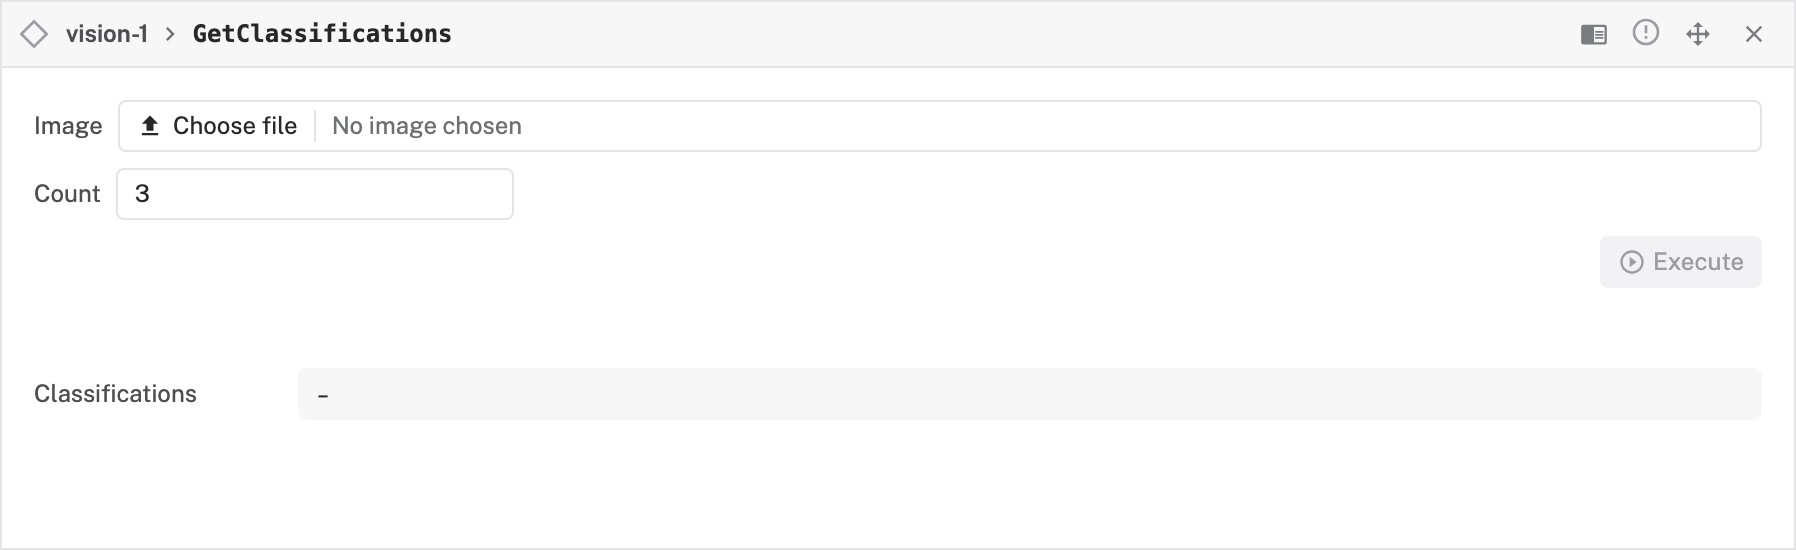 vision-1 > GetClassifications
Image Choose file No image chosen
Count 3
Execute
Classifications -